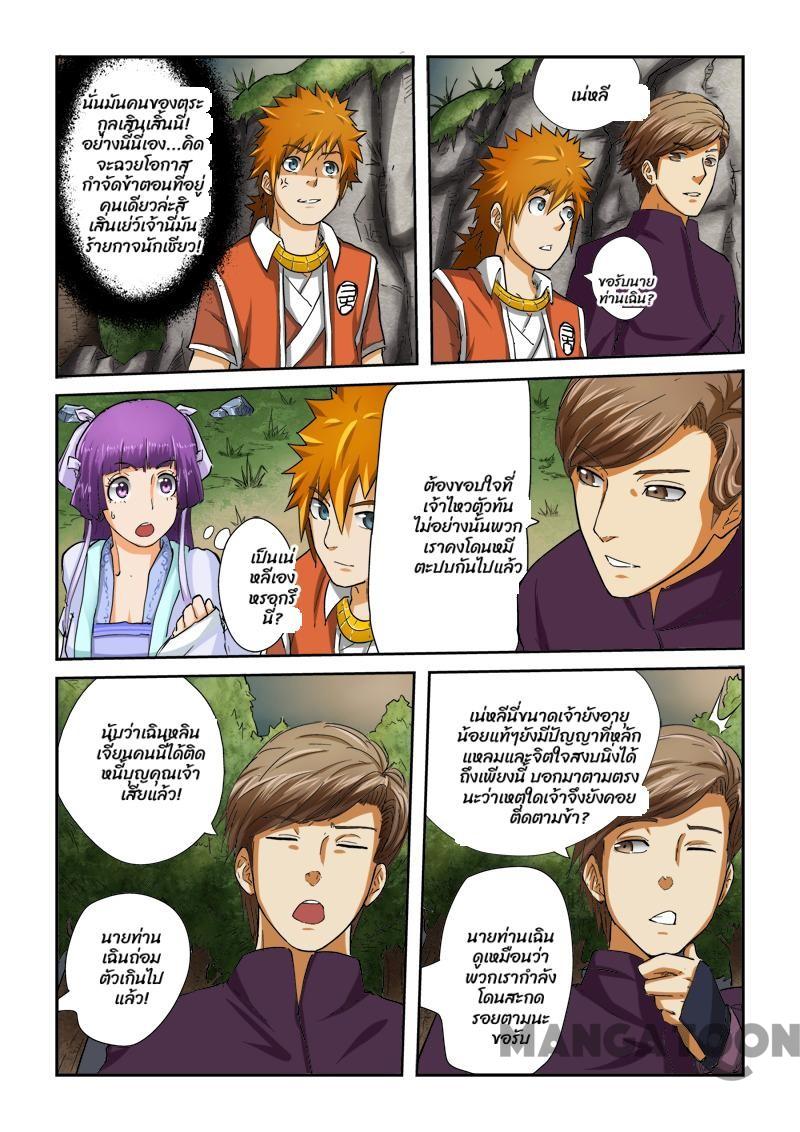 นั่นมันคนของตระ
กูลเสินเสิ้นนี่!
อย่างนี้นี่เอง...คิด
จะฉวยโอกาส
กำจัดข้าตอนที่อยู่
คนเดียวล่ะสิ
เสิ่นเยว่เจ้านี่มัน
ร้ายกาจนักเชียว!
เน่หลี
ขอรับนาย
ท่านเฉิน?
ต้องขอบใจที่
เจ้าไหวตัวทัน
ไม่อย่างนั้นพวก
เราคงโดนหมี
ตะปบกันไปแล้ว
เป็นเน่
หลีเอง
หรอกรึ
นี่?
นับว่าเฉินหลิน
เจี้ยนคนนี้ได้ติด
หนี้บุญคุณเจ้า
เสียแล้ว!
นายท่าน
เฉินถ่อม
ตัวเกินไป
แล้ว!
เน่หลีนี่ขนาดเจ้ายังอายุ
น้อยแท้ๆยังมีปัญญาที่หลัก
แหลมและจิตใจสงบนิ่งได้
ถึงเพียงนี้ บอกมาตามตรง
นะว่าเหตุใดเจ้าจึงยังคอย
ติดตามข้า?
นายท่านเฉิน
ดูเหมือนว่า
พวกเรากำลัง
โดนสะกด
รอยตามนะ
ขอรับ
MANGATOON